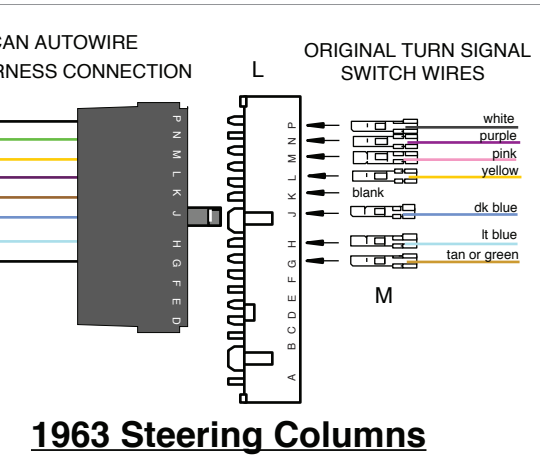 CAN AUTOWIRE
RNESS CONNECTION
L
ORIGINAL TURN SIGNAL
SWITCH WIRES
P
N
M
L
K
J
H
G
F
E
D
P
N
M
L
K
J
H
G
F
E
D
C
B
A
white
purple
pink
yellow
blank
dk blue
lt blue
tan or green
M
1963 Steering Columns